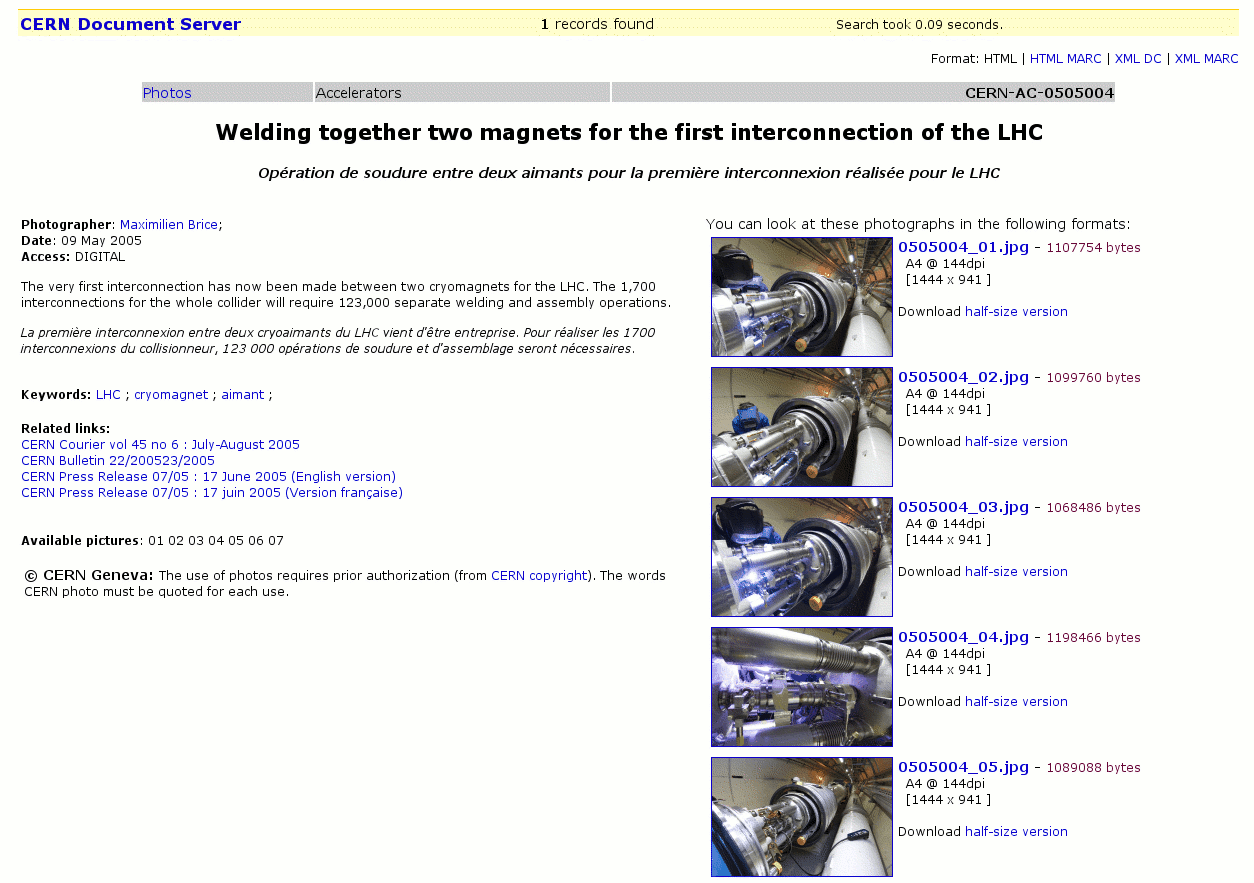 CERN Document Server 1 records found Search took 0.09 seconds.
Format: HTML | HTML MARC | XML DC | XML MARC
Photos Accelerators CERN-AC-0505004
Welding together two magnets for the first interconnection of the LHC
Opération de soudure entre deux aimants pour la première interconnexion réalisée pour le LHC
Photographer: Maximilien Brice;
Date: 09 May 2005
Access: DIGITAL
The very first interconnection has now been made between two cryomagnets for the LHC. The 1,700
interconnections for the whole collider will require 123,000 separate welding and assembly operations.
La première interconnexion entre deux cryoaimants du LHC vient d'être entreprise. Pour réaliser les 1700
interconnexions du collisionneur, 123 000 opérations de soudure et d'assemblage seront nécessaires.
Keywords: LHC ; cryomagnet ; aimant ;
Related links:
CERN Courier vol 45 no 6 : July-August 2005
CERN Bulletin 22/200523/2005
CERN Press Release 07/05 : 17 June 2005 (English version)
CERN Press Release 07/05 : 17 juin 2005 (Version française)
Available pictures: 01 02 03 04 05 06 07
© CERN Geneva: The use of photos requires prior authorization (from CERN copyright). The words
CERN photo must be quoted for each use.
You can look at these photographs in the following formats:
0505004_01.jpg - 1107754 bytes
A4 @ 144dpi
[1444 x 941 ]
Download half-size version
0505004_02.jpg - 1099760 bytes
A4 @ 144dpi
[1444 x 941 ]
Download half-size version
0505004_03.jpg - 1068486 bytes
A4 @ 144dpi
[1444 x 941 ]
Download half-size version
0505004_04.jpg - 1198466 bytes
A4 @ 144dpi
[1444 x 941 ]
Download half-size version
0505004_05.jpg - 1089088 bytes
A4 @ 144dpi
[1444 x 941 ]
Download half-size version